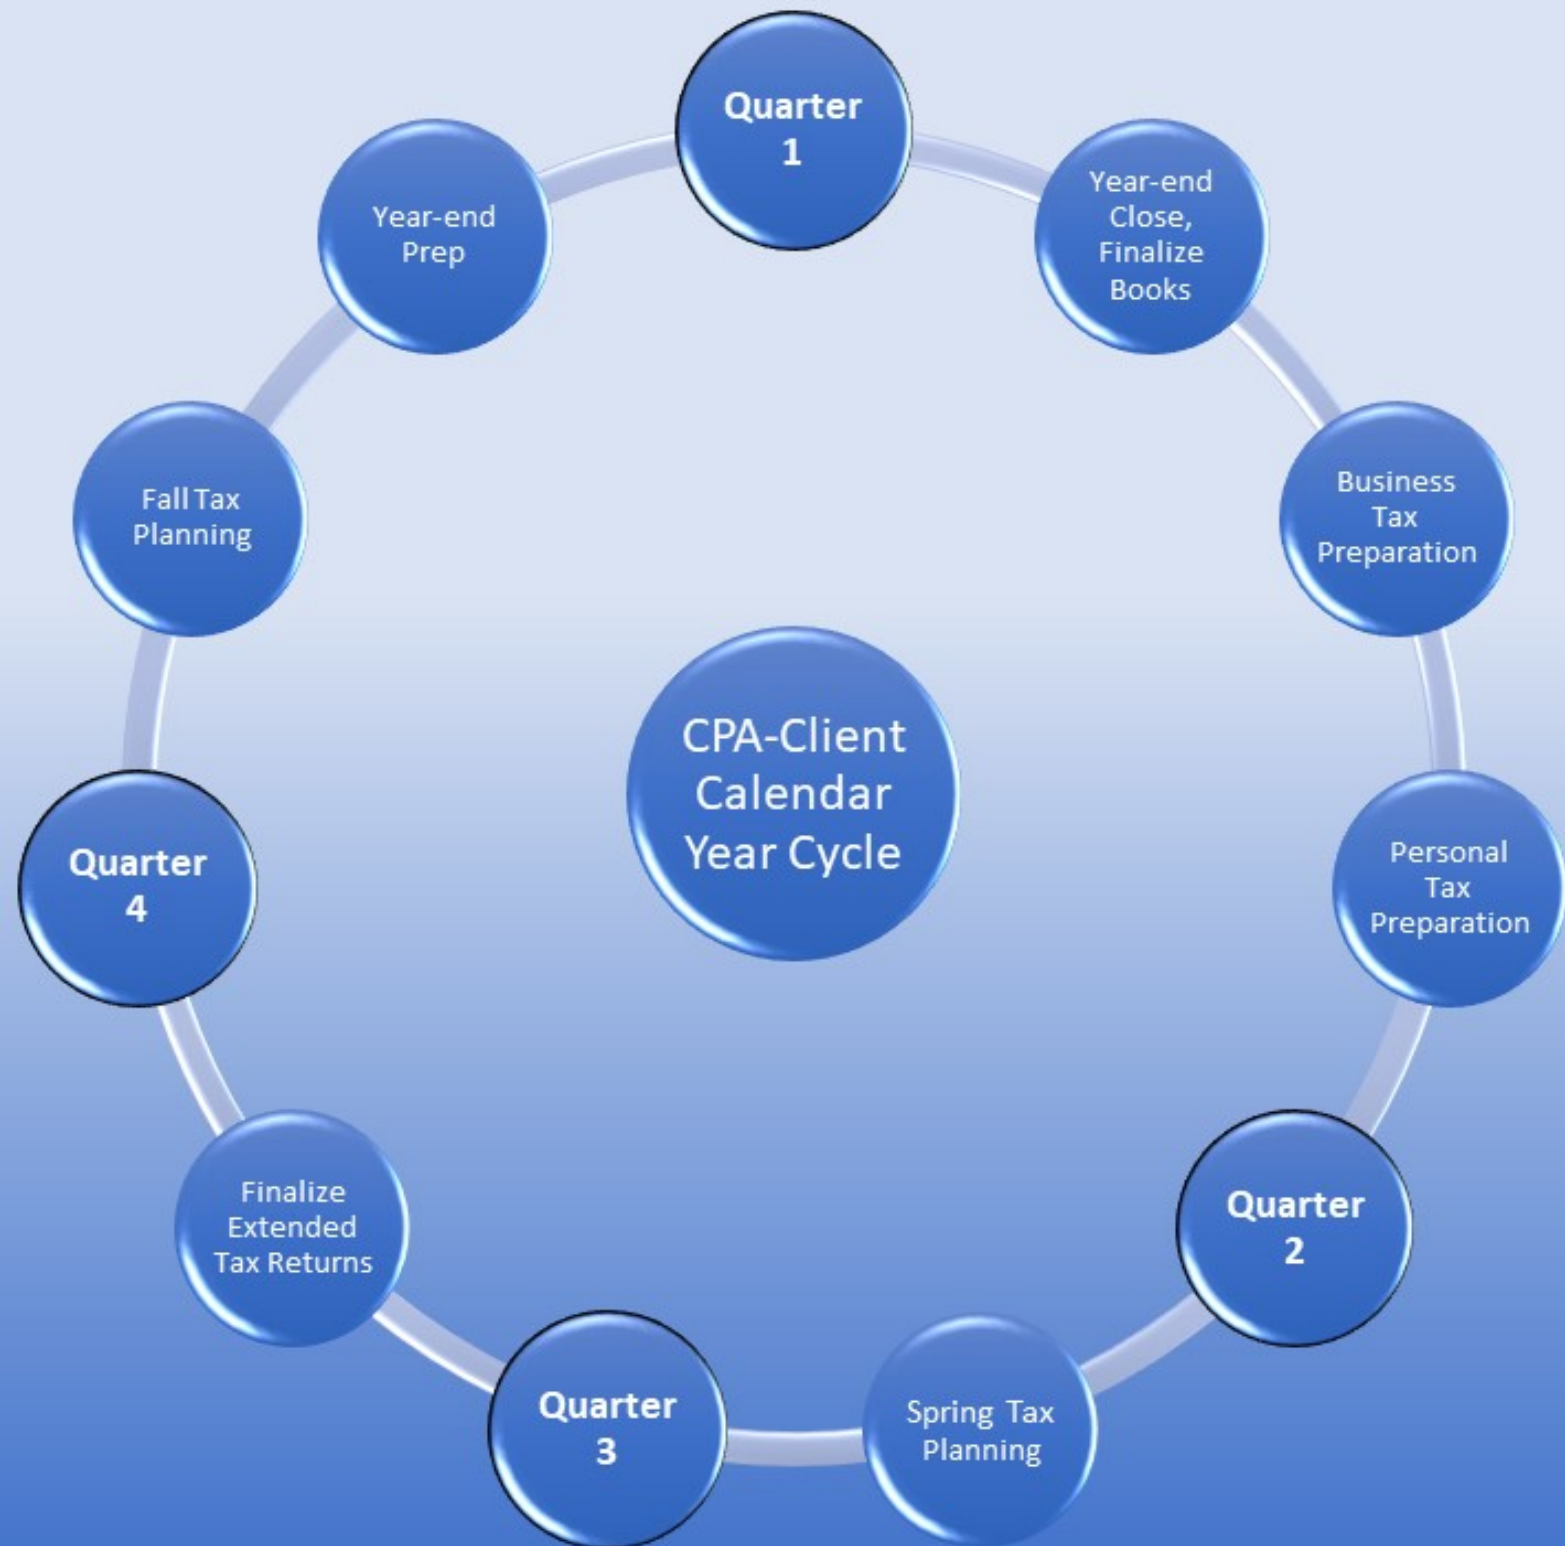 Quarter
1
Year-end
Close,
Finalize
Books
Business
Tax
Preparation
Personal
Tax
Preparation
Quarter
2
Spring Tax
Planning
Quarter
3
Finalize
Extended
Tax Returns
Quarter
4
Fall Tax
Planning
Year-end
Prep
CPA-Client
Calendar
Year Cycle